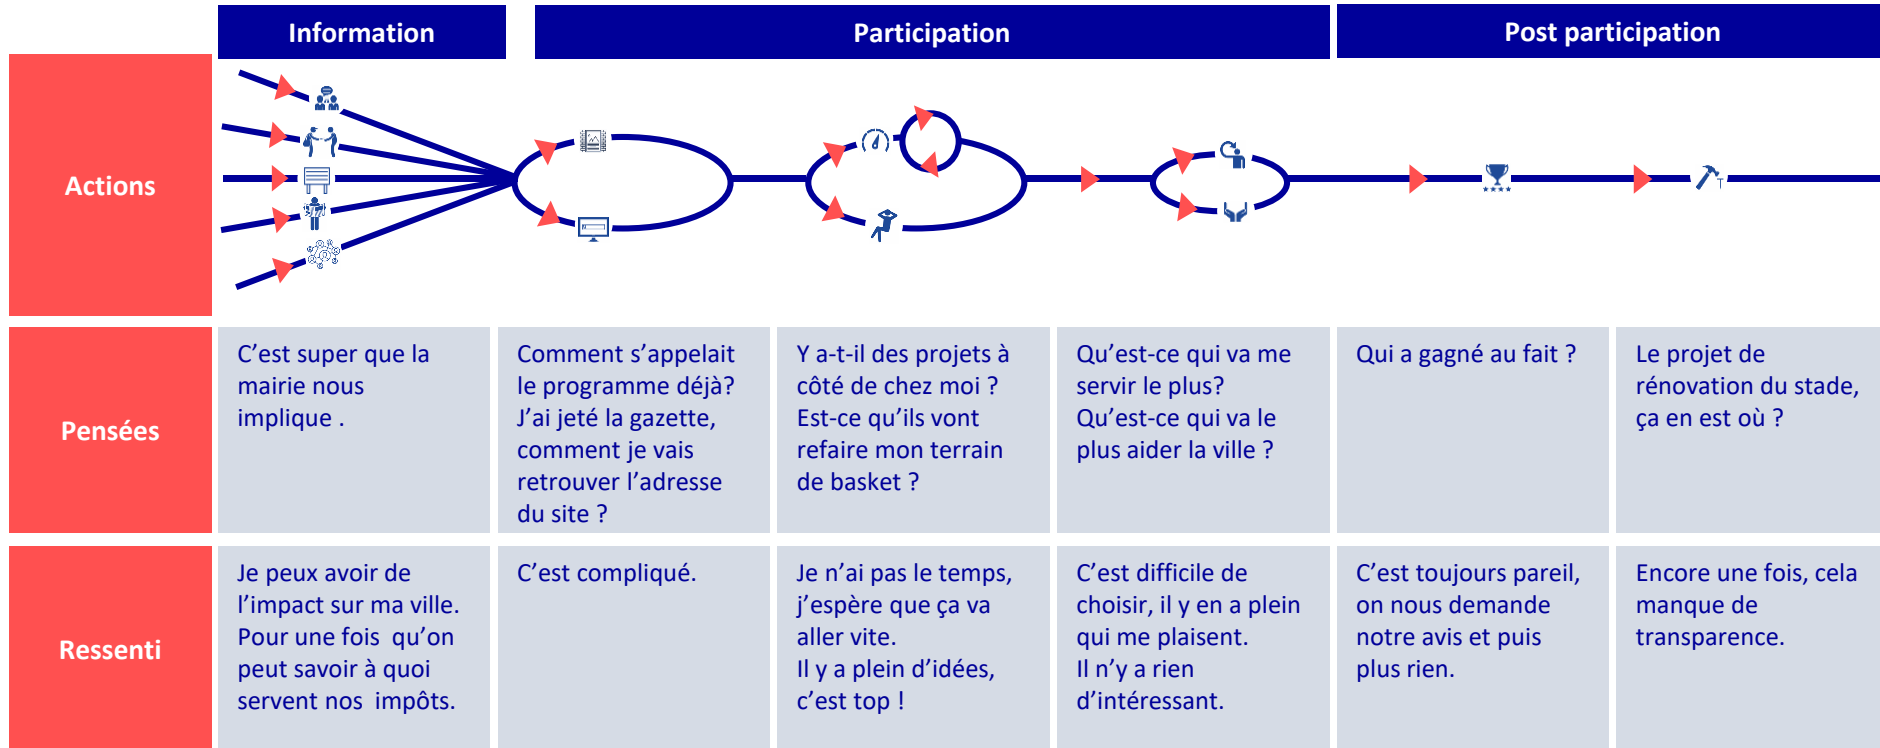 Information
Participation
Post participation
Actions
Pensées
C’est super que la
mairie nous
implique .
Comment s’appelait
le programme déjà?
J’ai jeté la gazette,
comment je vais
retrouver l’adresse
du site ?
Y a-t-il des projets à
côté de chez moi ?
Est-ce qu’ils vont
refaire mon terrain
de basket ?
Qu’est-ce qui va me
servir le plus?
Qu’est-ce qui va le
plus aider la ville ?
Qui a gagné au fait ?
Le projet de
rénovation du stade,
ça en est où ?
Ressenti
Je peux avoir de
l’impact sur ma ville.
Pour une fois qu’on
peut savoir à quoi
servent nos impôts.
C’est compliqué.
Je n’ai pas le temps,
j’espère que ça va
aller vite.
Il y a plein d’idées,
c’est top !
C’est difficile de
choisir, il y en a plein
qui me plaisent.
Il n’y a rien
d’intéressant.
C’est toujours pareil,
on nous demande
notre avis et puis
plus rien.
Encore une fois, cela
manque de
transparence.